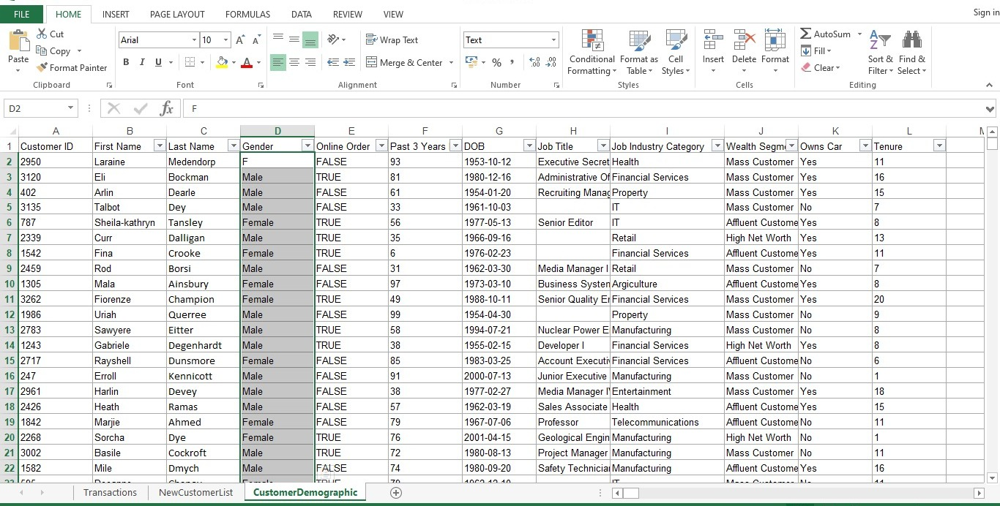 FILE HOME INSERT PAGE LAYOUT FORMULAS DATA REVIEW VIEW Sign in
Paste Cut Copy Format Painter
Arial 10 A A B I U A
Wrap Text Merge & Center
Text % ,
Conditional Formatting Format as Table Cell Styles
Insert Delete Format
AutoSum Fill Clear Sort & Filter Find & Select
Clipboard Font Alignment Number Styles Cells Editing
D2 fx F
A B C D E F G H I J K L
1 Customer ID First Name Last Name Gender Online Order Past 3 Years DOB Job Title Job Industry Category Wealth Segm Owns Car Tenure
2 2950 Laraine Medendorp F FALSE 93 1953-10-12 Executive Secret Health Mass Customer Yes 11
3 3120 Eli Bockman Male TRUE 81 1980-12-16 Administrative Of Financial Services Mass Customer Yes 16
4 402 Arlin Dearle Male FALSE 61 1954-01-20 Recruiting Manag Property Mass Customer Yes 15
5 3135 Talbot Dey Male FALSE 33 1961-10-03 IT Mass Customer No 7
6 787 Sheila-kathryn Tansley Female TRUE 56 1977-05-13 Senior Editor IT Affluent Custome Yes 8
7 2339 Curr Dalligan Male TRUE 35 1966-09-16 Retail High Net Worth Yes 13
8 1542 Fina Crooke Female TRUE 6 1976-02-23 Financial Services Affluent Custome Yes 11
9 2459 Rod Borsi Male FALSE 31 1962-03-30 Media Manager I Retail Mass Customer No 7
10 1305 Mala Ainsbury Female FALSE 97 1973-03-10 Business System Argiculture Affluent Custome Yes 8
11 3262 Fiorenze Champion Female TRUE 49 1988-10-11 Senior Quality En Financial Services Mass Customer Yes 20
12 1986 Uriah Querree Male FALSE 99 1954-04-30 Property Mass Customer No 9
13 2783 Sawyere Eitter Male TRUE 58 1994-07-21 Nuclear Power E Manufacturing Mass Customer No 8
14 1243 Gabriele Degenhardt Male TRUE 38 1955-02-15 Developer I Financial Services High Net Worth Yes 8
15 2717 Rayshell Dunsmore Female FALSE 85 1983-03-25 Account Executi Financial Services Affluent Custome No 6
16 247 Erroll Kennicott Male FALSE 91 2000-07-13 Junior Executive Manufacturing Mass Customer No 1
17 2961 Harlin Devey Male FALSE 38 1977-02-27 Media Manager I Entertainment Mass Customer Yes 18
18 2426 Heath Ramas Male FALSE 57 1962-03-19 Sales Associate Health Affluent Custome Yes 15
19 1842 Marjie Ahmed Female FALSE 79 1967-07-06 Professor Telecommunications Affluent Custome No 11
20 2268 Sorcha Dye Female TRUE 76 2001-04-15 Geological Engin Manufacturing High Net Worth No 1
21 3002 Basile Cockroft Male TRUE 72 1980-08-13 Project Manager Manufacturing Mass Customer No 11
22 1582 Mile Dmych Male FALSE 74 1980-09-20 Safety Technicia Manufacturing Affluent Custome Yes 16
Transactions NewCustomerList CustomerDemographic